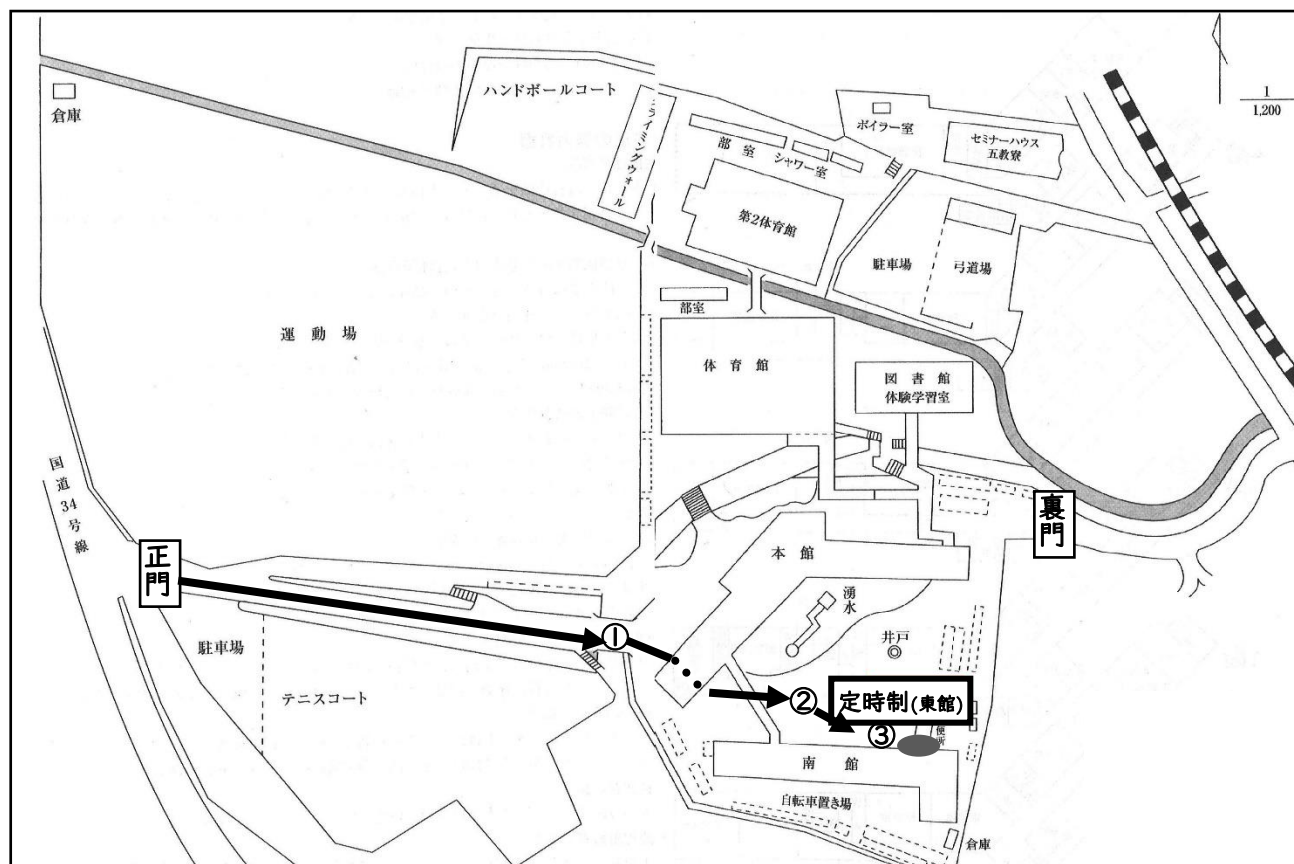 ハンドボールコート
倉庫
クライミングウォール
部室
シャワー室
ボイラー室
セミナーハウス
五教寮
1
1,200
第2体育館
駐車場
弓道場
部室
運動場
体育館
図書館
体験学習室
国道34号線
正門
裏門
本館
湧水
井戸
①
駐車場
テニスコート
②
定時制(東館)
③
便所
南館
自転車置き場
倉庫